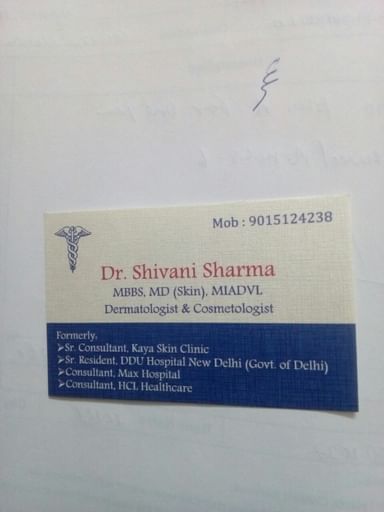 Mob : 9015124238
Dr. Shivani Sharma
MBBS, MD (Skin), MIADVL
Dermatologist & Cosmetologist
Formerly,
➢Sr. Consultant, Kaya Skin Clinic
➢Sr. Resident, DDU Hospital New Delhi (Govt. of Delhi)
➢Consultant, Max Hospital
➢Consultant, HCL Healthcare